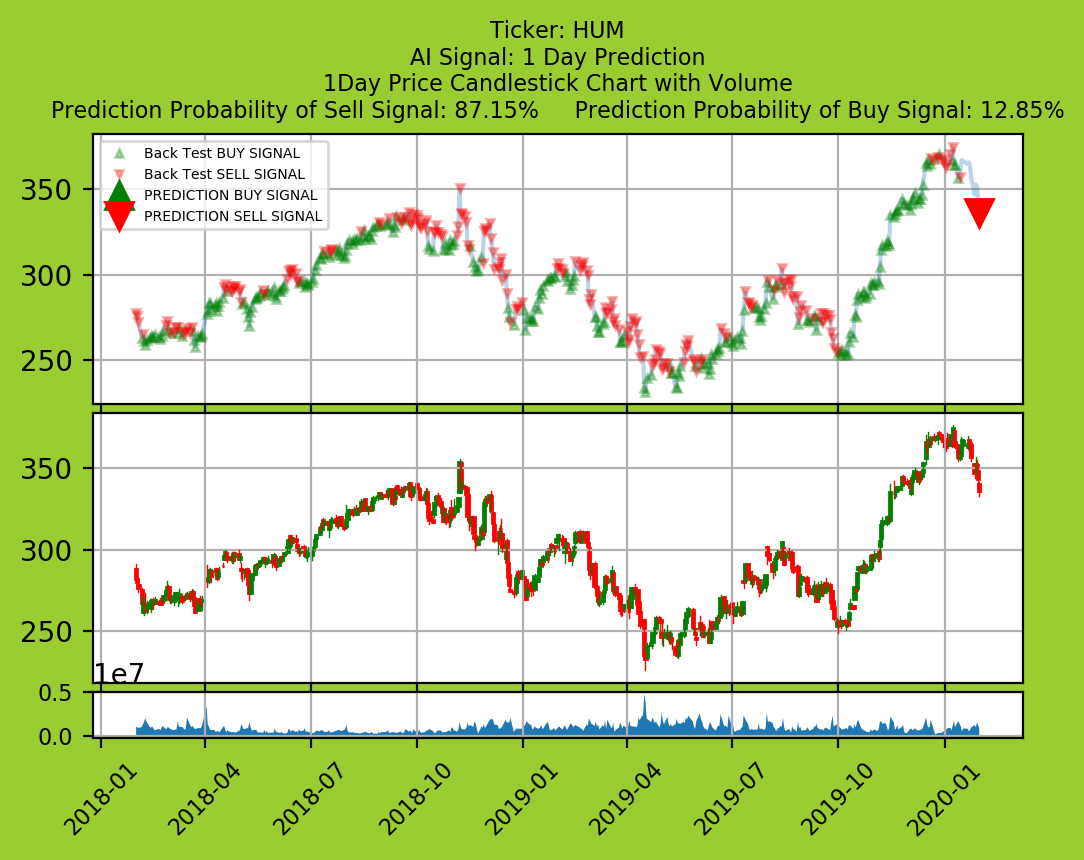 Ticker: HUM
AI Signal: 1 Day Prediction
1Day Price Candlestick Chart with Volume
Prediction Probability of Sell Signal: 87.15% Prediction Probability of Buy Signal: 12.85%
Back Test BUY SIGNAL
Back Test SELL SIGNAL
PREDICTION BUY SIGNAL
PREDICTION SELL SIGNAL
350
300
250
350
300
250
1e7
0.5
0.0
2018-01 2018-04 2018-07 2018-10 2019-01 2019-04 2019-07 2019-10 2020-01